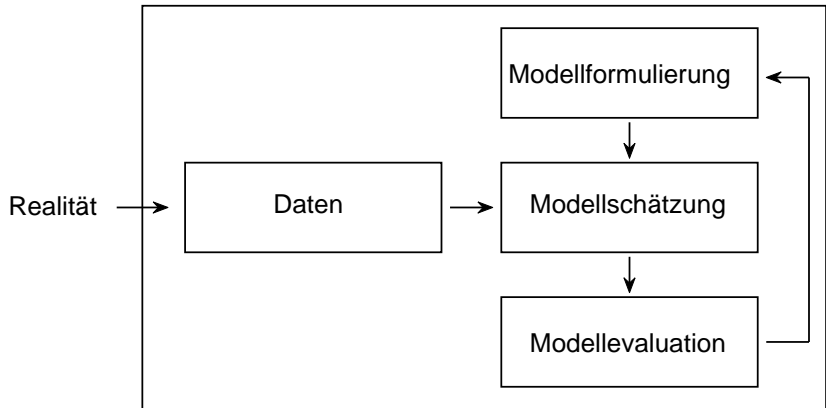 Modellformulierung
Realität
Daten
Modellschätzung
Modellevaluation